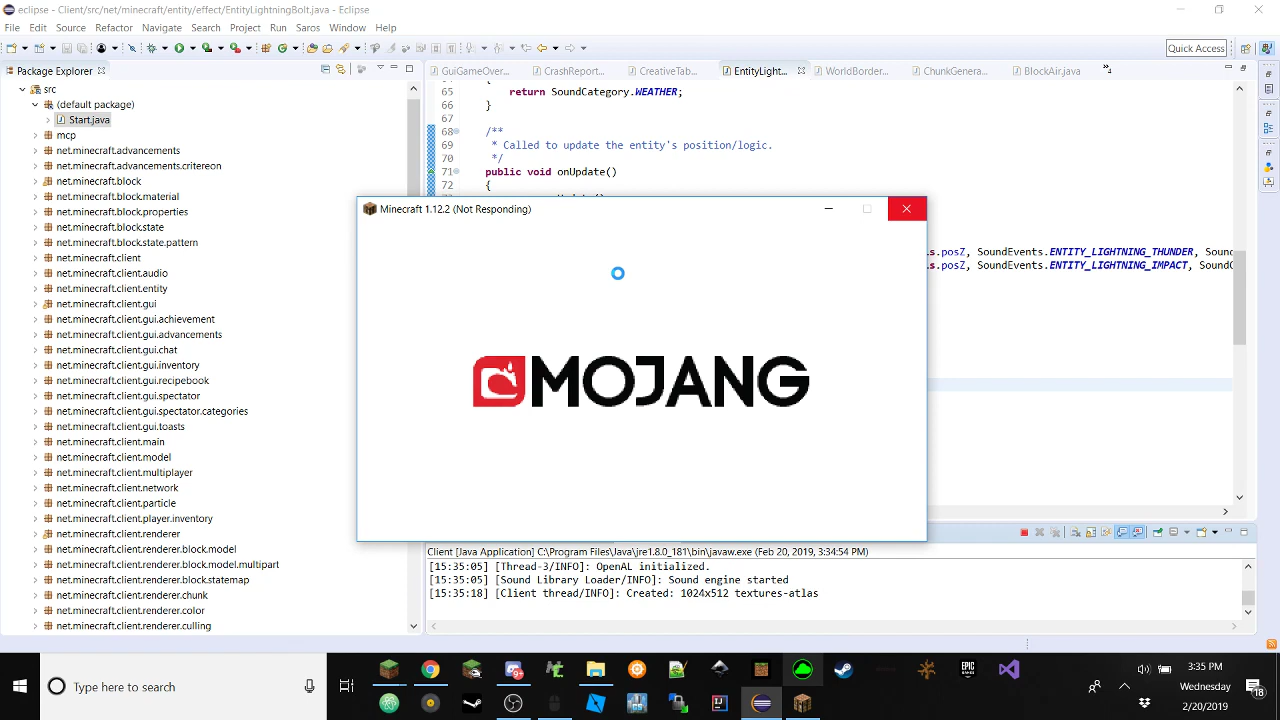 eclipse - Client/src/net/minecraft/entity/effect/EntityLightningBolt.java - Eclipse
File Edit Source Refactor Navigate Search Project Run Saros Window Help
Quick Access
Package Explorer
GuiGameOver... CrashReport... CreativeTab... EntityLight... WorldBorder... ChunkGenera... BlockAir.java
src
(default package)
Start.java
mcp
net.minecraft.advancements
net.minecraft.advancements.critereon
net.minecraft.block
net.minecraft.block.material
net.minecraft.block.properties
net.minecraft.block.state
net.minecraft.block.state.pattern
net.minecraft.client
net.minecraft.client.audio
net.minecraft.client.entity
net.minecraft.client.gui
net.minecraft.client.gui.achievement
net.minecraft.client.gui.advancements
net.minecraft.client.gui.chat
net.minecraft.client.gui.inventory
net.minecraft.client.gui.recipebook
net.minecraft.client.gui.spectator
net.minecraft.client.gui.spectator.categories
net.minecraft.client.gui.toasts
net.minecraft.client.main
net.minecraft.client.model
net.minecraft.client.multiplayer
net.minecraft.client.network
net.minecraft.client.particle
net.minecraft.client.player.inventory
net.minecraft.client.renderer
net.minecraft.client.renderer.block.model
net.minecraft.client.renderer.block.model.multipart
net.minecraft.client.renderer.block.statemap
net.minecraft.client.renderer.chunk
net.minecraft.client.renderer.color
net.minecraft.client.renderer.culling
65 return SoundCategory.WEATHER;
66 }
67
68 /**
69 * Called to update the entity's position/logic.
70 */
71 public void onUpdate()
72 {
s.posZ, SoundEvents.ENTITY_LIGHTNING_THUNDER, Sound
s.posZ, SoundEvents.ENTITY_LIGHTNING_IMPACT, SoundC
Minecraft 1.12.2 (Not Responding)
MOJANG
Client [Java Application] C:\Program Files\Java\jre1.8.0_181\bin\javaw.exe (Feb 20, 2019, 3:34:54 PM)
[15:35:05] [Thread-3/INFO]: OpenAL initialized.
[15:35:05] [Sound Library Loader/INFO]: Sound engine started
[15:35:18] [Client thread/INFO]: Created: 1024x512 textures-atlas
Type here to search
EPIC GAMES
3:35 PM
Wednesday
2/20/2019
18